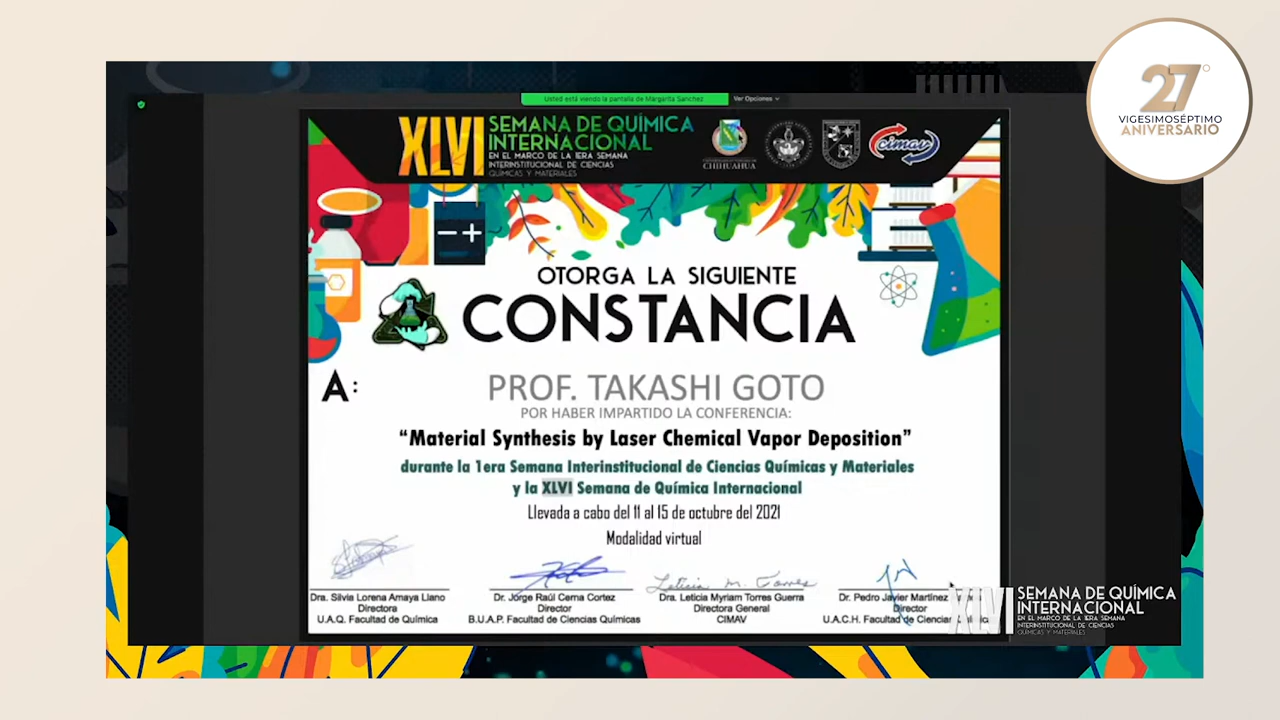 27°
VIGESIMOSÉPTIMO
ANIVERSARIO
Usted está viendo la pantalla de Margarita Sanchez
Ver Opciones
XLVI
SEMANA DE QUÍMICA
INTERNACIONAL
EN EL MARCO DE LA 1ERA SEMANA
INTERINSTITUCIONAL DE CIENCIAS
QUÍMICAS Y MATERIALES
CHIHUAHUA
cimav
OTORGA LA SIGUIENTE
CONSTANCIA
A:
PROF. TAKASHI GOTO
POR HABER IMPARTIDO LA CONFERENCIA:
“Material Synthesis by Laser Chemical Vapor Deposition”
durante la 1era Semana Interinstitucional de Ciencias Químicas y Materiales
y la XLVI Semana de Química Internacional
Llevada a cabo del 11 al 15 de octubre del 2021
Modalidad virtual
Leticia M. Torres
Dra. Silvia Lorena Amaya Llano
Directora
U.A.Q. Facultad de Química
Dr. Jorge Raúl Cerna Cortez
Director
B.U.A.P. Facultad de Ciencias Químicas
Dra. Leticia Myriam Torres Guerra
Directora General
CIMAV
Dr. Pedro Javier Martínez
Director
U.A.C.H. Facultad de Ciencias
XLVI
SEMANA DE QUÍMICA
INTERNACIONAL
EN EL MARCO DE LA 1ERA SEMANA
INTERINSTITUCIONAL DE CIENCIAS
QUÍMICAS Y MATERIALES